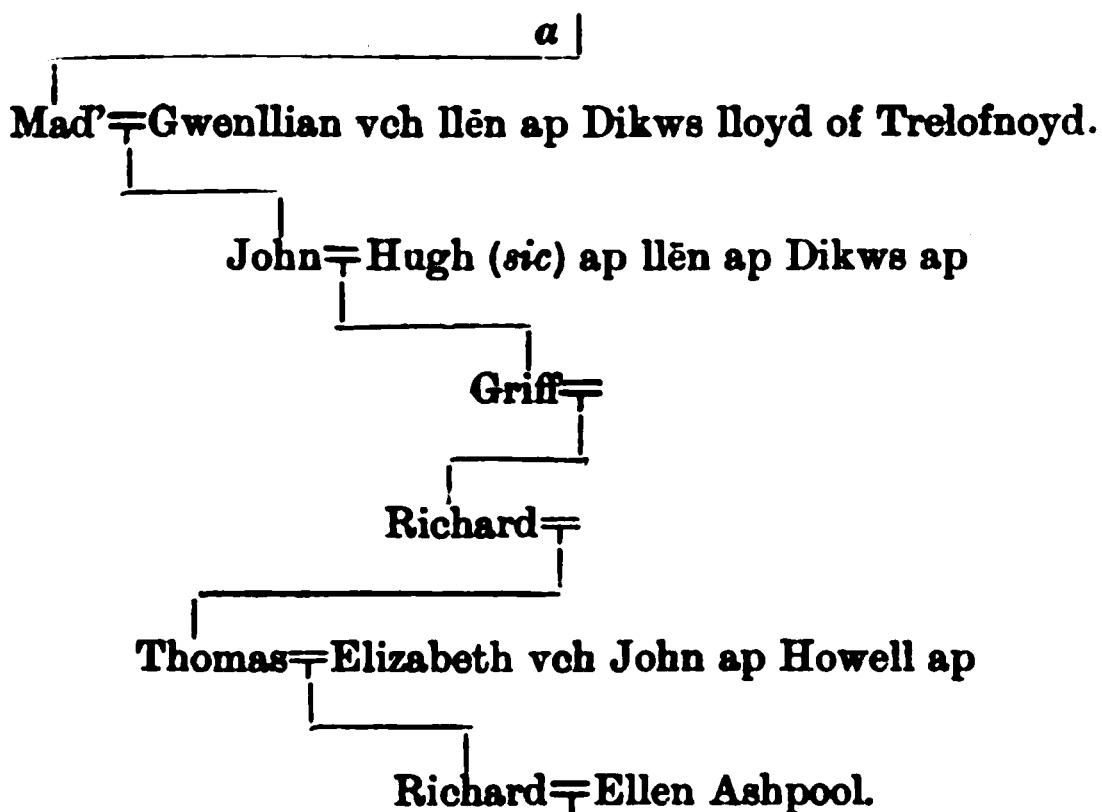 a
Mad’=Gwenllian vch llēn ap Dikws lloyd of Trelofnoyd.
John=Hugh (sic) ap llēn ap Dikws ap
Griff=
Richard=
Thomas=Elizabeth vch John ap Howell ap
Richard=Ellen Ashpool.